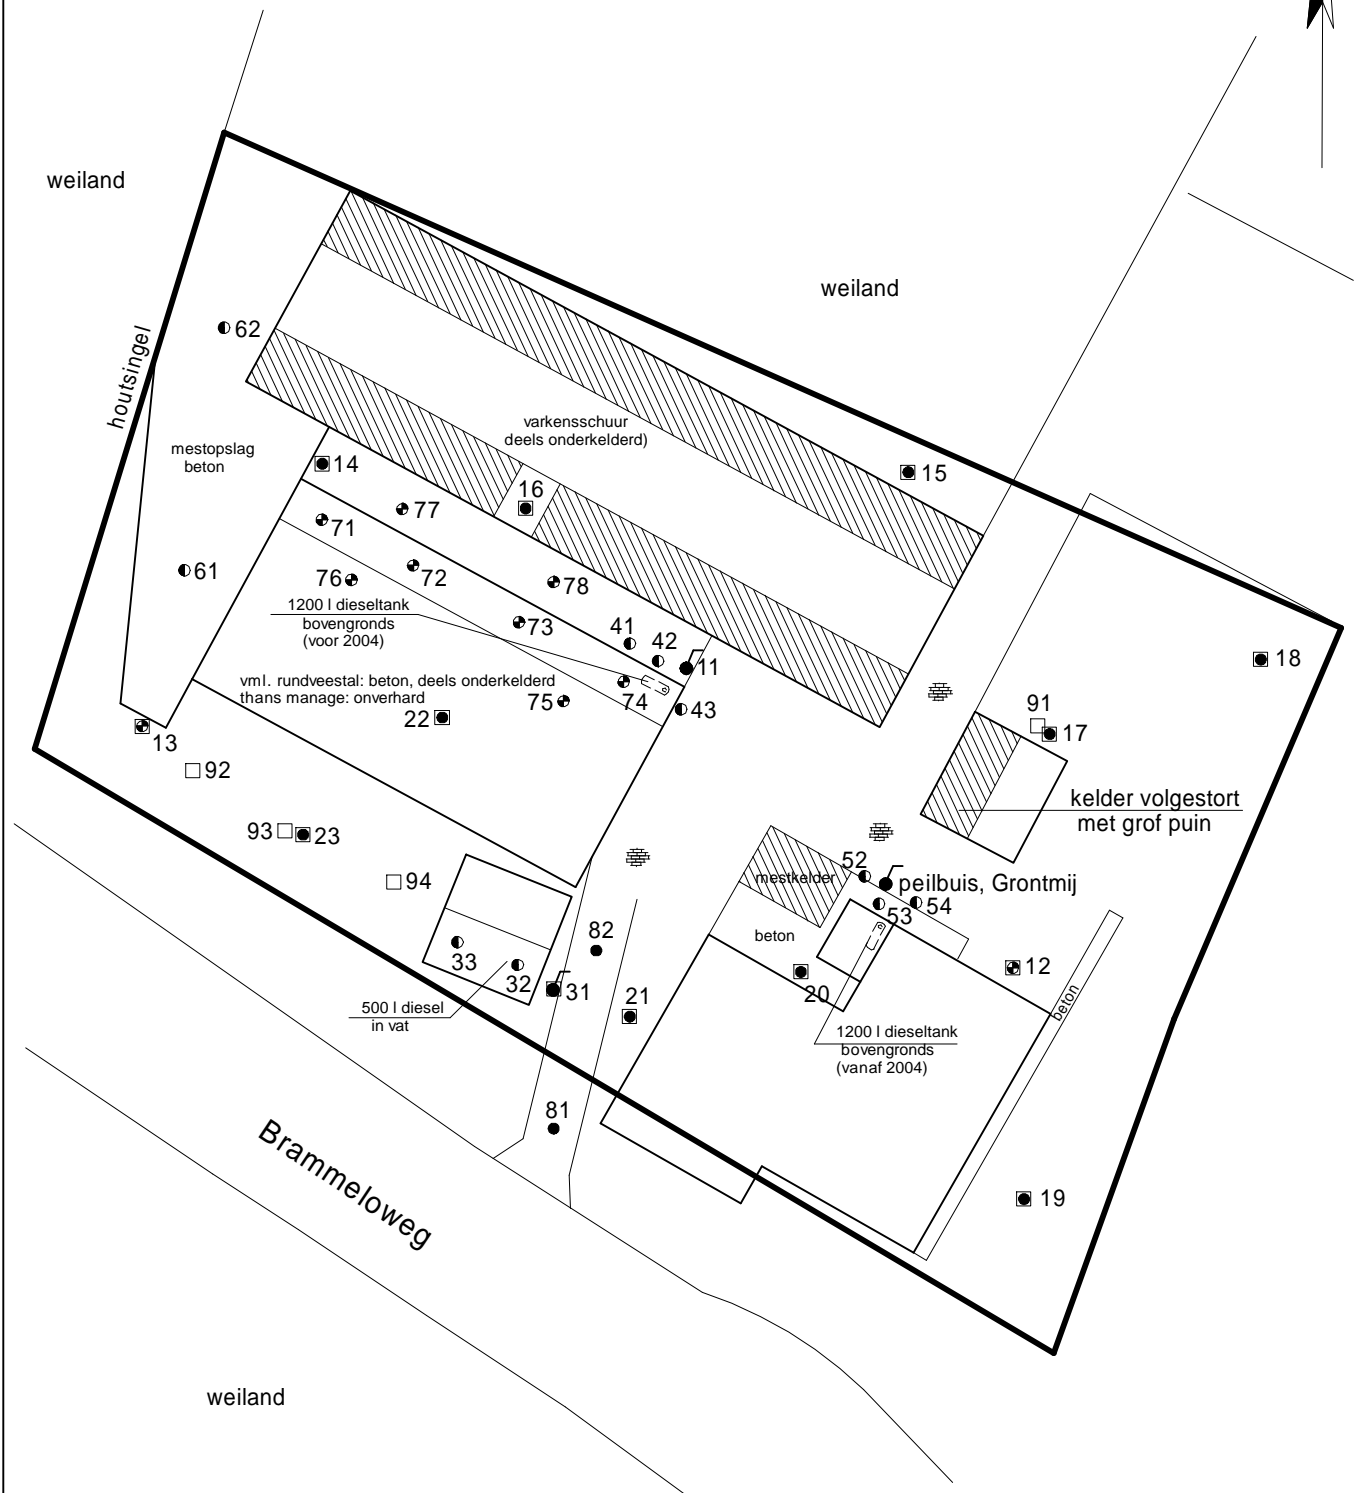 weiland
weiland
houtsingel
62
varkensschuur
deels onderkelderd)
mestopslag
beton
14
15
16
77
71
61
76
72
78
1200 l dieseltank
bovengronds
(voor 2004)
73
41
42
11
18
vml. rundveestal: beton, deels onderkelderd
thans manage: onverhard
75
74
43
22
91
17
13
92
kelder volgestort
met grof puin
93
23
94
52
mestkelder
peilbuis, Grontmij
53
54
beton
82
33
32
31
12
20
21
beton
500 l diesel
in vat
1200 l dieseltank
bovengronds
(vanaf 2004)
81
Brammeloweg
19
weiland